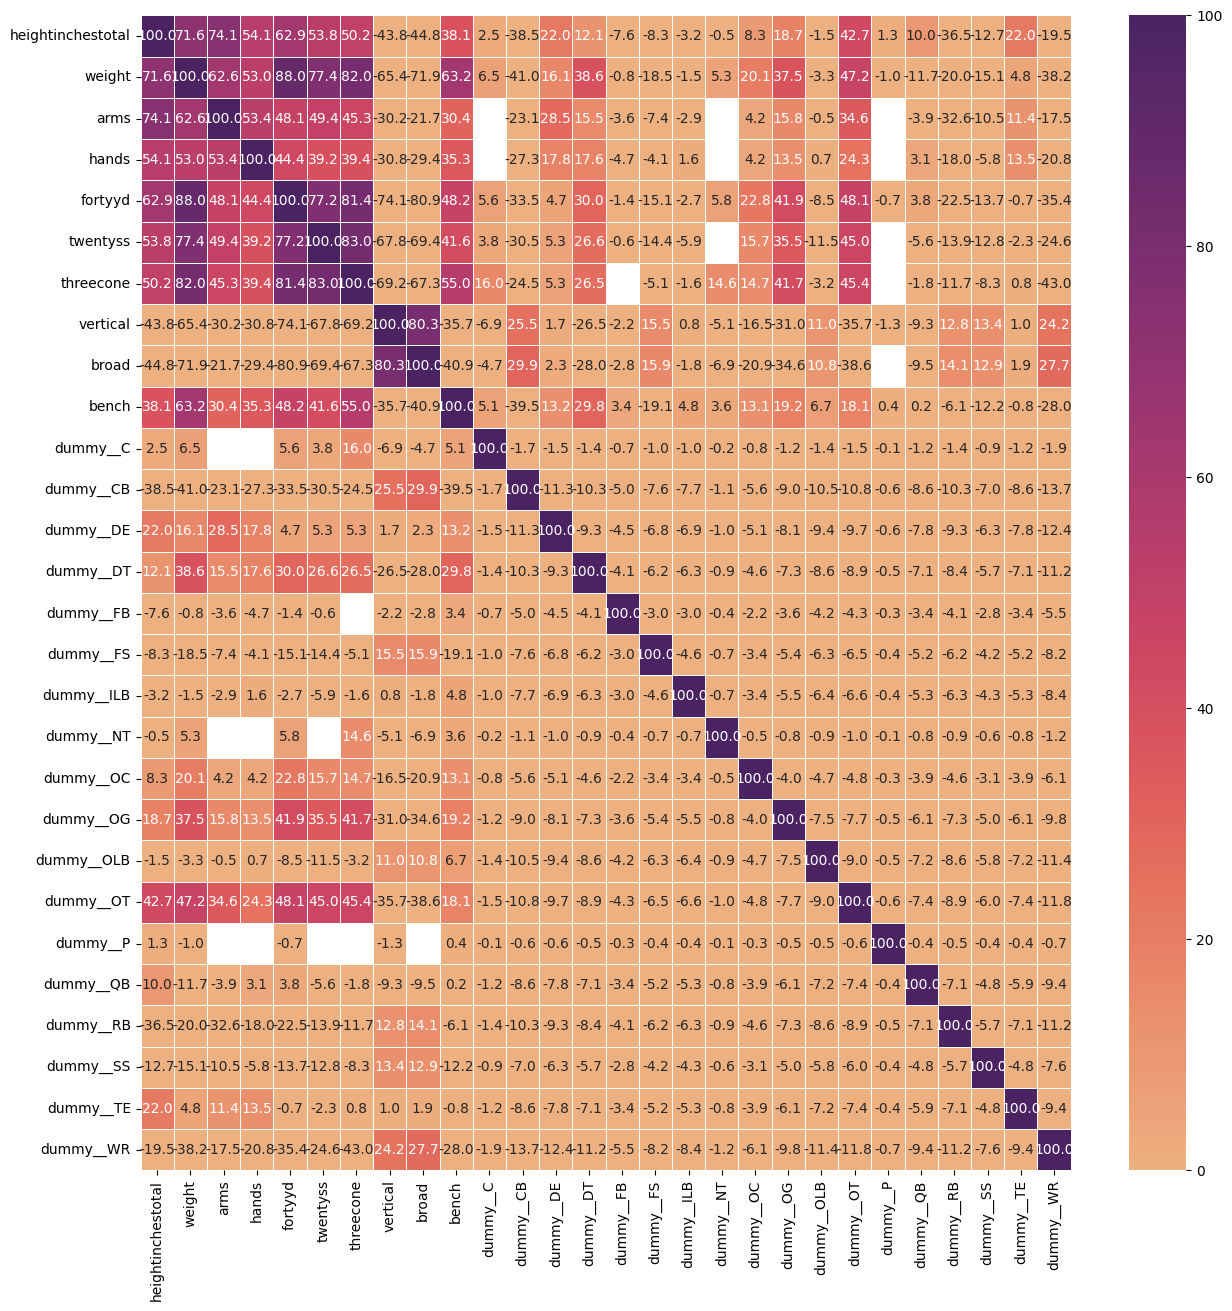 heightinchestotal 100.0 71.6 74.1 54.1 62.9 53.8 50.2 -43.8 -44.8 38.1 2.5 -38.5 22.0 12.1 -7.6 -8.3 -3.2 -0.5 8.3 18.7 -1.5 42.7 1.3 10.0 -36.5 -12.7 22.0 -19.5
weight 71.6 100.0 62.6 53.0 88.0 77.4 82.0 -65.4 -71.9 63.2 6.5 -41.0 16.1 38.6 -0.8 -18.5 -1.5 5.3 20.1 37.5 -3.3 47.2 -1.0 -11.7 -20.0 -15.1 4.8 -38.2
arms 74.1 62.6 100.0 53.4 48.1 49.4 45.3 -30.2 -21.7 30.4 -23.1 28.5 15.5 -3.6 -7.4 -2.9 4.2 15.8 -0.5 34.6 -3.9 -32.6 -10.5 11.4 -17.5
hands 54.1 53.0 53.4 100.0 44.4 39.2 39.4 -30.8 -29.4 35.3 -27.3 17.8 17.6 -4.7 -4.1 1.6 4.2 13.5 0.7 24.3 3.1 -18.0 -5.8 13.5 -20.8
fortyyd 62.9 88.0 48.1 44.4 100.0 77.2 81.4 -74.1 -80.9 48.2 5.6 -33.5 4.7 30.0 -1.4 -15.1 -2.7 5.8 22.8 41.9 -8.5 48.1 -0.7 3.8 -22.5 -13.7 -0.7 -35.4
twentyss 53.8 77.4 49.4 39.2 77.2 100.0 83.0 -67.8 -69.4 41.6 3.8 -30.5 5.3 26.6 -0.6 -14.4 -5.9 15.7 35.5 -11.5 45.0 -5.6 -13.9 -12.8 -2.3 -24.6
threecone 50.2 82.0 45.3 39.4 81.4 83.0 100.0 -69.2 -67.3 55.0 16.0 -24.5 5.3 26.5 -5.1 -1.6 14.6 14.7 41.7 -3.2 45.4 -1.8 -11.7 -8.3 0.8 -43.0
vertical -43.8 -65.4 -30.2 -30.8 -74.1 -67.8 -69.2 100.0 80.3 -35.7 -6.9 25.5 1.7 -26.5 -2.2 15.5 0.8 -5.1 -16.5 -31.0 11.0 -35.7 -1.3 -9.3 12.8 13.4 1.0 24.2
broad -44.8 -71.9 -21.7 -29.4 -80.9 -69.4 -67.3 80.3 100.0 -40.9 -4.7 29.9 2.3 -28.0 -2.8 15.9 -1.8 -6.9 -20.9 -34.6 10.8 -38.6 -9.5 14.1 12.9 1.9 27.7
bench 38.1 63.2 30.4 35.3 48.2 41.6 55.0 -35.7 -40.9 100.0 5.1 -39.5 13.2 29.8 3.4 -19.1 4.8 3.6 13.1 19.2 6.7 18.1 0.4 0.2 -6.1 -12.2 -0.8 -28.0
dummy__C 2.5 6.5 5.6 3.8 16.0 -6.9 -4.7 5.1 100.0 -1.7 -1.5 -1.4 -0.7 -1.0 -1.0 -0.2 -0.8 -1.2 -1.4 -1.5 -0.1 -1.2 -1.4 -0.9 -1.2 -1.9
dummy__CB -38.5 -41.0 -23.1 -27.3 -33.5 -30.5 -24.5 25.5 29.9 -39.5 -1.7 100.0 -11.3 -10.3 -5.0 -7.6 -7.7 -1.1 -5.6 -9.0 -10.5 -10.8 -0.6 -8.6 -10.3 -7.0 -8.6 -13.7
dummy__DE 22.0 16.1 28.5 17.8 4.7 5.3 5.3 1.7 2.3 13.2 -1.5 -11.3 100.0 -9.3 -4.5 -6.8 -6.9 -1.0 -5.1 -8.1 -9.4 -9.7 -0.6 -7.8 -9.3 -6.3 -7.8 -12.4
dummy__DT 12.1 38.6 15.5 17.6 30.0 26.6 26.5 -26.5 -28.0 29.8 -1.4 -10.3 -9.3 100.0 -4.1 -6.2 -6.3 -0.9 -4.6 -7.3 -8.6 -8.9 -0.5 -7.1 -8.4 -5.7 -7.1 -11.2
dummy__FB -7.6 -0.8 -3.6 -4.7 -1.4 -0.6 -2.2 -2.8 3.4 -0.7 -5.0 -4.5 -4.1 100.0 -3.0 -3.0 -0.4 -2.2 -3.6 -4.2 -4.3 -0.3 -3.4 -4.1 -2.8 -3.4 -5.5
dummy__FS -8.3 -18.5 -7.4 -4.1 -15.1 -14.4 -5.1 15.5 15.9 -19.1 -1.0 -7.6 -6.8 -6.2 -3.0 100.0 -4.6 -0.7 -3.4 -5.4 -6.3 -6.5 -0.4 -5.2 -6.2 -4.2 -5.2 -8.2
dummy__ILB -3.2 -1.5 -2.9 1.6 -2.7 -5.9 -1.6 0.8 -1.8 4.8 -1.0 -7.7 -6.9 -6.3 -3.0 -4.6 100.0 -0.7 -3.4 -5.5 -6.4 -6.6 -0.4 -5.3 -6.3 -4.3 -5.3 -8.4
dummy__NT -0.5 5.3 5.8 14.6 -5.1 -6.9 3.6 -0.2 -1.1 -1.0 -0.9 -0.4 -0.7 -0.7 100.0 -0.5 -0.8 -0.9 -1.0 -0.1 -0.8 -0.9 -0.6 -0.8 -1.2
dummy__OC 8.3 20.1 4.2 4.2 22.8 15.7 14.7 -16.5 -20.9 13.1 -0.8 -5.6 -5.1 -4.6 -2.2 -3.4 -3.4 -0.5 100.0 -4.0 -4.7 -4.8 -0.3 -3.9 -4.6 -3.1 -3.9 -6.1
dummy__OG 18.7 37.5 15.8 13.5 41.9 35.5 41.7 -31.0 -34.6 19.2 -1.2 -9.0 -8.1 -7.3 -3.6 -5.4 -5.5 -0.8 -4.0 100.0 -7.5 -7.7 -0.5 -6.1 -7.3 -5.0 -6.1 -9.8
dummy__OLB -1.5 -3.3 -0.5 0.7 -8.5 -11.5 -3.2 11.0 10.8 6.7 -1.4 -10.5 -9.4 -8.6 -4.2 -6.3 -6.4 -0.9 -4.7 -7.5 100.0 -9.0 -0.5 -7.2 -8.6 -5.8 -7.2 -11.4
dummy__OT 42.7 47.2 34.6 24.3 48.1 45.0 45.4 -35.7 -38.6 18.1 -1.5 -10.8 -9.7 -8.9 -4.3 -6.5 -6.6 -1.0 -4.8 -7.7 -9.0 100.0 -0.6 -7.4 -8.9 -6.0 -7.4 -11.8
dummy__P 1.3 -1.0 -0.7 -1.3 0.4 -0.1 -0.6 -0.6 -0.5 -0.3 -0.4 -0.4 -0.1 -0.3 -0.5 -0.5 -0.6 100.0 -0.4 -0.5 -0.4 -0.4 -0.7
dummy__QB 10.0 -11.7 -3.9 3.1 3.8 -5.6 -1.8 -9.3 -9.5 0.2 -1.2 -8.6 -7.8 -7.1 -3.4 -5.2 -5.3 -0.8 -3.9 -6.1 -7.2 -7.4 -0.4 100.0 -7.1 -4.8 -5.9 -9.4
dummy__RB -36.5 -20.0 -32.6 -18.0 -22.5 -13.9 -11.7 12.8 14.1 -6.1 -1.4 -10.3 -9.3 -8.4 -4.1 -6.2 -6.3 -0.9 -4.6 -7.3 -8.6 -8.9 -0.5 -7.1 100.0 -5.7 -7.1 -11.2
dummy__SS -12.7 -15.1 -10.5 -5.8 -13.7 -12.8 -8.3 13.4 12.9 -12.2 -0.9 -7.0 -6.3 -5.7 -2.8 -4.2 -4.3 -0.6 -3.1 -5.0 -5.8 -6.0 -0.4 -4.8 -5.7 100.0 -4.8 -7.6
dummy__TE 22.0 4.8 11.4 13.5 -0.7 -2.3 0.8 1.0 1.9 -0.8 -1.2 -8.6 -7.8 -7.1 -3.4 -5.2 -5.3 -0.8 -3.9 -6.1 -7.2 -7.4 -0.4 -5.9 -7.1 -4.8 100.0 -9.4
dummy__WR -19.5 -38.2 -17.5 -20.8 -35.4 -24.6 -43.0 24.2 27.7 -28.0 -1.9 -13.7 -12.4 -11.2 -5.5 -8.2 -8.4 -1.2 -6.1 -9.8 -11.4 -11.8 -0.7 -9.4 -11.2 -7.6 -9.4 100.0
heightinchestotal
weight
arms
hands
fortyyd
twentyss
threecone
vertical
broad
bench
dummy__C
dummy__CB
dummy__DE
dummy__DT
dummy__FB
dummy__FS
dummy__ILB
dummy__NT
dummy__OC
dummy__OG
dummy__OLB
dummy__OT
dummy__P
dummy__QB
dummy__RB
dummy__SS
dummy__TE
dummy__WR
100
80
60
40
20
0